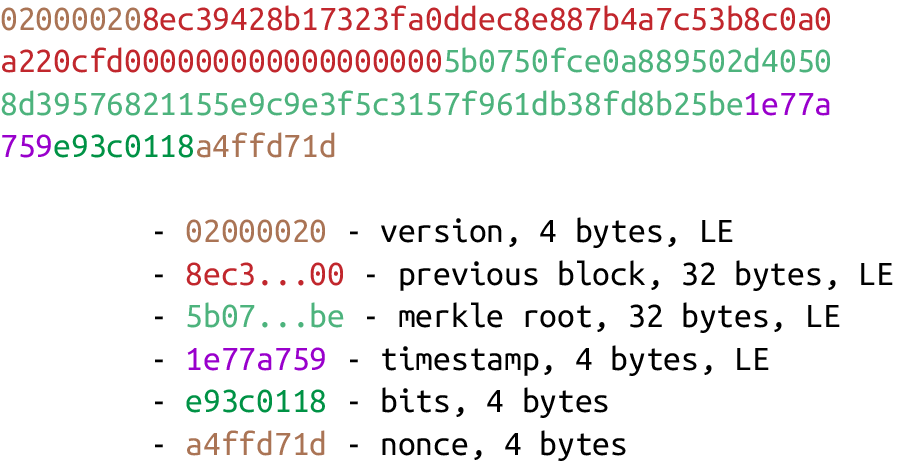 020000208ec39428b17323fa0ddec8e887b4a7c53b8c0a0
a220cfd0000000000000000005b0750fce0a889502d4050
8d39576821155e9c9e3f5c3157f961db38fd8b25be1e77a
759e93c0118a4ffd71d
- 02000020 - version, 4 bytes, LE
- 8ec3...00 - previous block, 32 bytes, LE
- 5b07...be - merkle root, 32 bytes, LE
- 1e77a759 - timestamp, 4 bytes, LE
- e93c0118 - bits, 4 bytes
- a4ffd71d - nonce, 4 bytes